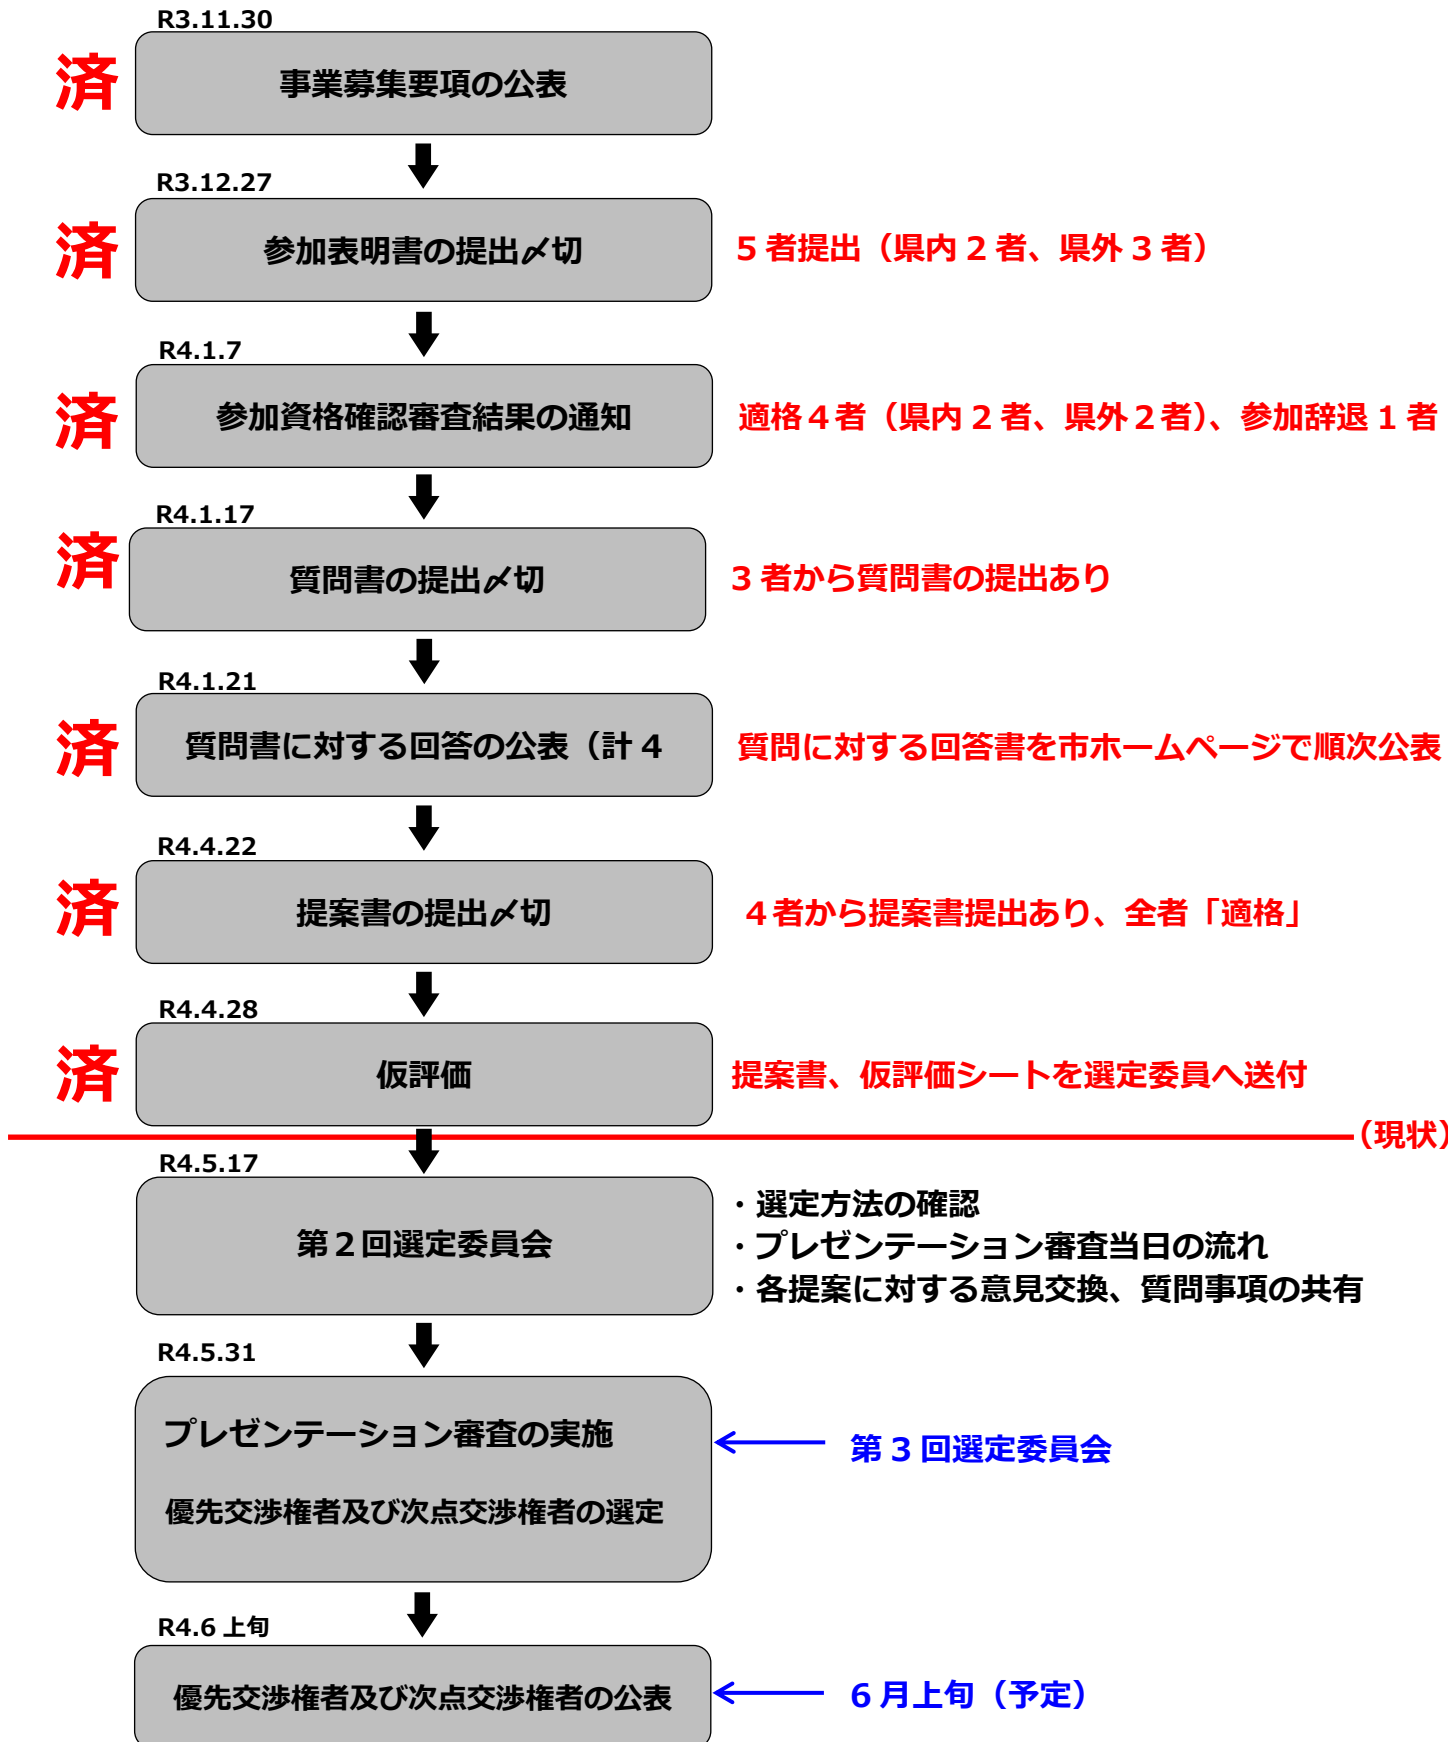 R3.11.30
済
事業募集要項の公表
R3.12.27
済
参加表明書の提出〆切
5者提出（県内2者、県外3者）
R4.1.7
済
参加資格確認審査結果の通知
適格4者（県内2者、県外2者）、参加辞退1者
R4.1.17
済
質問書の提出〆切
3者から質問書の提出あり
R4.1.21
済
質問書に対する回答の公表（計4
質問に対する回答書を市ホームページで順次公表
R4.4.22
済
提案書の提出〆切
4者から提案書提出あり、全者「適格」
R4.4.28
済
仮評価
提案書、仮評価シートを選定委員へ送付
（現状）
R4.5.17
第2回選定委員会
・選定方法の確認
・プレゼンテーション審査当日の流れ
・各提案に対する意見交換、質問事項の共有
R4.5.31
プレゼンテーション審査の実施
優先交渉権者及び次点交渉権者の選定
第3回選定委員会
R4.6上旬
優先交渉権者及び次点交渉権者の公表
6月上旬（予定）